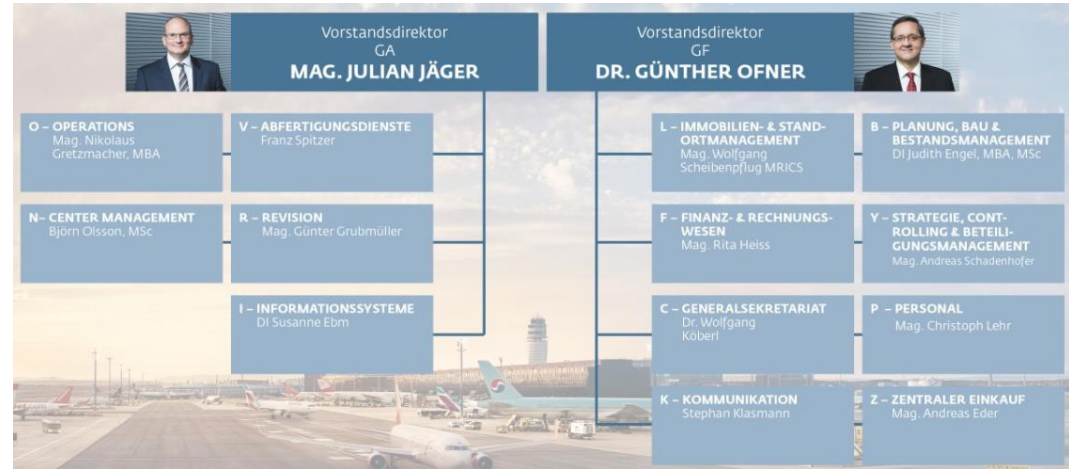 Vorstandsdirektor
GA
MAG. JULIAN JÄGER
Vorstandsdirektor
GF
DR. GÜNTHER OFNER
O – OPERATIONS
Mag. Nikolaus
Gretzmacher, MBA
V – ABFERTIGUNGSDIENSTE
Franz Spitzer
L – IMMOBILIEN- & STAND-
ORTMANAGEMENT
Mag. Wolfgang
Scheibenpflug MRICS
B – PLANUNG, BAU &
BESTANDSMANAGEMENT
DI Judith Engel, MBA, MSc
N– CENTER MANAGEMENT
Björn Olsson, MSc
R – REVISION
Mag. Günter Grubmüller
F – FINANZ- & RECHNUNGS-
WESEN
Mag. Rita Heiss
Y – STRATEGIE, CONT-
ROLLING & BETEILI-
GUNGSMANAGEMENT
Mag. Andreas Schadenhofer
I – INFORMATIONSSYSTEME
DI Susanne Ebm
C – GENERALSEKRETARIAT
Dr. Wolfgang
Köberl
P – PERSONAL
Mag. Christoph Lehr
K – KOMMUNIKATION
Stephan Klasmann
Z – ZENTRALER EINKAUF
Mag. Andreas Eder